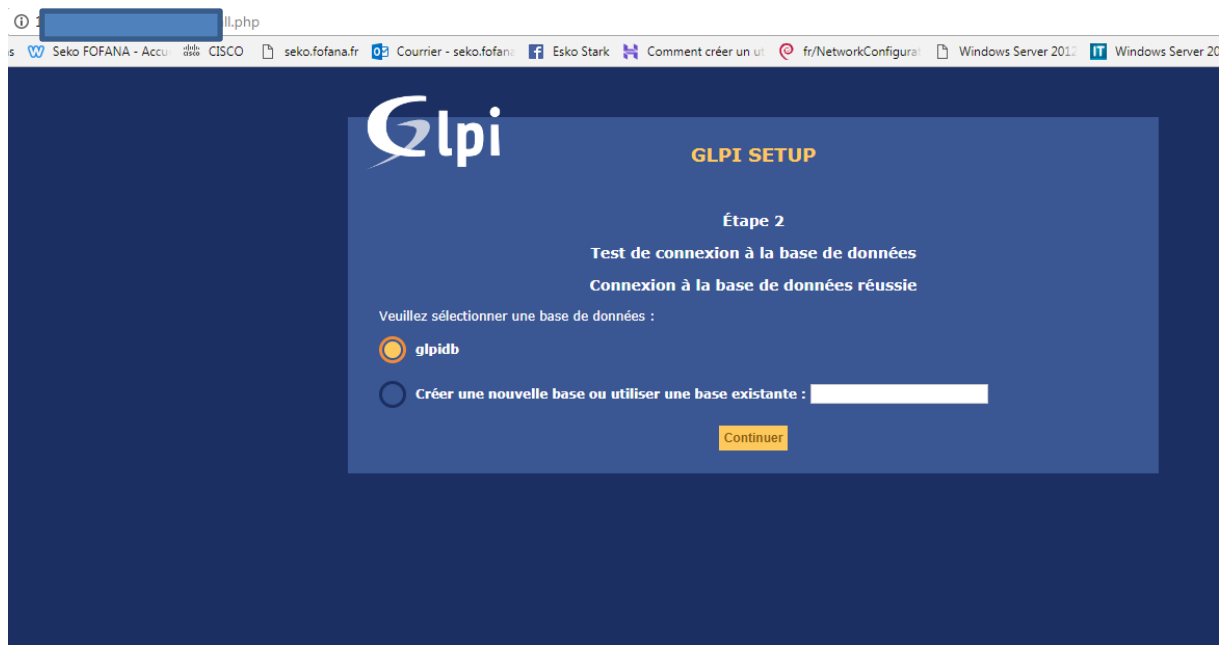 ll.php
Seko FOFANA - Accu CISCO seko.fofana.fr Courrier - seko.fofana Esko Stark Comment créer un ut fr/NetworkConfigurat Windows Server 2012 Windows Server 20
Glpi
GLPI SETUP
Étape 2
Test de connexion à la base de données
Connexion à la base de données réussie
Veuillez sélectionner une base de données :
glpidb
Créer une nouvelle base ou utiliser une base existante :
Continuer